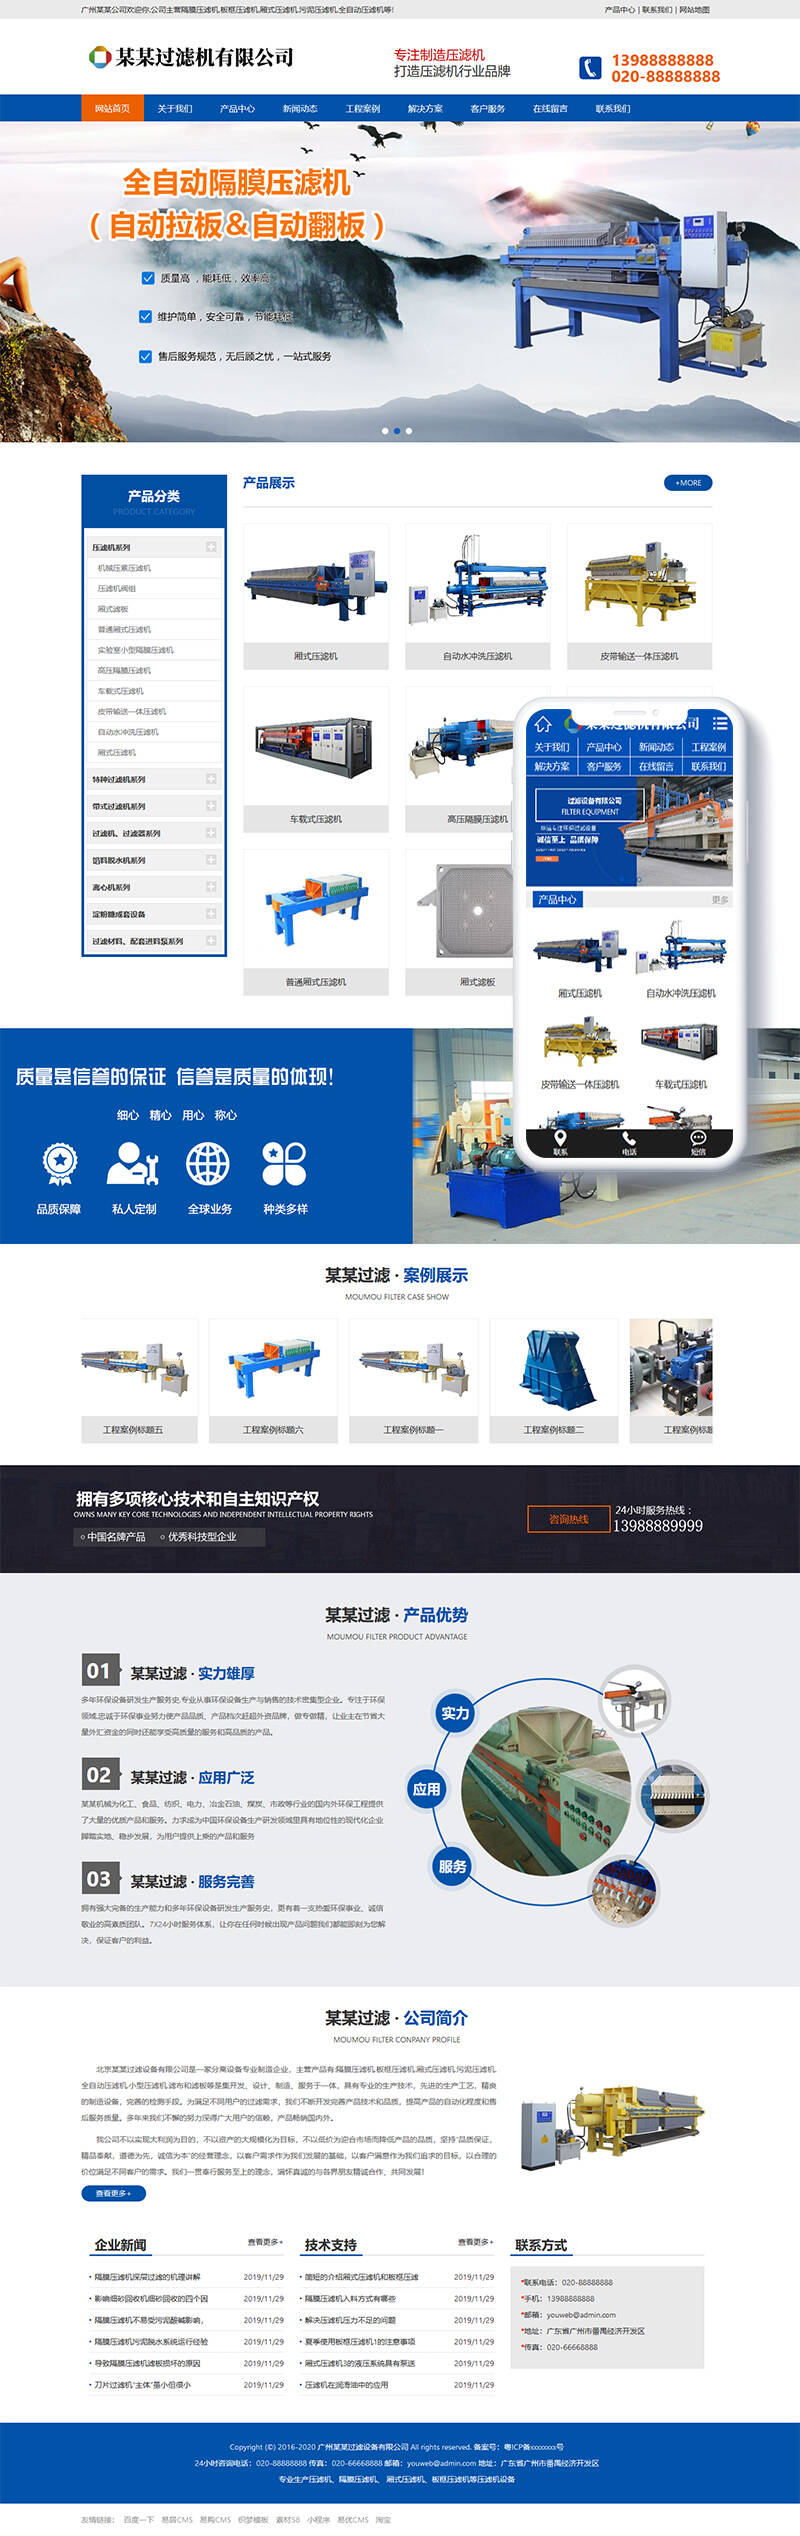 广州某某公司欢迎你.公司主营隔膜压滤机.板框压滤机.厢式压滤机.污泥压滤机.全自动压滤机等!
产品中心 | 联系我们 | 网站地图
某某过滤机有限公司
专注制造压滤机
打造压滤机行业品牌
13988888888
020-88888888
网站首页 关于我们 产品中心 新闻动态 工程案例 解决方案 客户服务 在线留言 联系我们
全自动隔膜压滤机
（自动拉板&自动翻板）
质量高 ，能耗低，效率高
维护简单，安全可靠，节能耗低
售后服务规范，无后顾之忧，一站式服务
产品分类
PRODUCT CATEGORY
压滤机系列
机械压紧压滤机
压滤机阀组
厢式滤板
普通厢式压滤机
实验室小型隔膜压滤机
高压隔膜压滤机
车载式压滤机
皮带输送一体压滤机
自动水冲洗压滤机
厢式压滤机
特种过滤机系列
带式过滤机系列
过滤机、过滤器系列
馅料脱水机系列
离心机系列
淀粉糖成套设备
过滤材料、配套进料泵系列
产品展示
+MORE
厢式压滤机
自动水冲洗压滤机
皮带输送一体压滤机
车载式压滤机
高压隔膜压滤机
普通厢式压滤机
厢式滤板
某某过滤机有限公司
关于我们 产品中心 新闻动态 工程案例
解决方案 客户服务 在线留言 联系我们
过滤设备有限公司
FILTER EQUIPMENT
诚信至上 品质保障
产品中心
更多
厢式压滤机
自动水冲洗压滤机
皮带输送一体压滤机
车载式压滤机
联系 电话 短信
质量是信誉的保证 信誉是质量的体现!
细心 精心 用心 称心
品质保障 私人定制 全球业务 种类多样
某某过滤 · 案例展示
MOUMOU FILTER CASE SHOW
工程案例标题五
工程案例标题六
工程案例标题一
工程案例标题二
工程案例标题
拥有多项核心技术和自主知识产权
OWNS MANY KEY CORE TECHNOLOGIES AND INDEPENDENT INTELLECTUAL PROPERTY RIGHTS
中国名牌产品 优秀科技型企业
咨询热线
24小时服务热线：
13988889999
某某过滤 · 产品优势
MOUMOU FILTER PRODUCT ADVANTAGE
01 某某过滤 · 实力雄厚
多年环保设备研发生产服务史,专业从事环保设备生产与销售的技术密集型企业。专注于环保
领域,忠诚于环保事业努力使产品品质、产品档次赶超外资品牌，做专做精，让业主在节省大
量外汇资金的同时还能享受高质量的服务和高品质的产品。
02 某某过滤 · 应用广泛
某某机械为化工、食品、纺织、电力、冶金石油、煤炭、市政等行业的国内外环保工程提供
了大量的优质产品和服务。力求成为中国环保设备生产研发领域里具有地位性的现代化企业
脚踏实地、稳步发展，为用户提供上乘的产品和服务
03 某某过滤 · 服务完善
拥有强大完备的生产能力和多年环保设备研发生产服务史，更有着一支热爱环保事业、诚信
敬业的高素质团队。7X24小时服务体系，让你在任何时候出现产品问题我们都能即刻为您解
决，保证客户的利益。
实力
应用
服务
某某过滤 · 公司简介
MOUMOU FILTER CONPANY PROFILE
北京某某过滤设备有限公司是一家分离设备专业制造企业，主营产品有:隔膜压滤机.板框压滤机.厢式压滤机.污泥压滤机.
全自动压滤机.小型压滤机.滤布和滤板等是集开发、设计、制造、服务于一体，具有专业的生产技术，先进的生产工艺，精良
的制造设备，完善的检测手段。为满足不同用户的过滤需求，我们不断开发完善产品技术和品质，提高产品的自动化程度和售
后服务质量。多年来我们不懈的努力深得广大用户的信赖，产品畅销国内外。
我公司不以实现大利润为目的，不以资产的大规模化为目标，不以低价为迎合市场而降低产品的品质，坚持"品质保证，
精品奉献，道德为先，诚信为本"的经营理念，以客户需求作为我们发展的基础，以客户满意作为我们追求的目标，以合理的
价位满足不同客户的需求。我们一贯奉行服务至上的理念，满怀真诚的与各界朋友精诚合作、共同发展!
查看更多+
企业新闻 查看更多+
隔膜压滤机深层过滤的机理讲解 2019/11/29
影响细砂回收机细砂回收的四个因 2019/11/29
隔膜压滤机不易受污泥酸碱影响， 2019/11/29
隔膜压滤机污泥脱水系统运行经验 2019/11/29
导致隔膜压滤机滤板损坏的原因 2019/11/29
刀片过滤机"主体"虽小但很小 2019/11/29
技术支持 查看更多+
简短的介绍厢式压滤机和板框压滤 2019/11/29
隔膜压滤机入料方式有哪些 2019/11/29
解决压滤机压力不足的问题 2019/11/29
夏季使用板框压滤机1的注意事项 2019/11/29
厢式压滤机3的液压系统具有泵送 2019/11/29
压滤机在润滑油中的应用 2019/11/29
联系方式
*联系电话：020-88888888
*手机：13988888888
*邮箱：youweb@admin.com
*地址：广东省广州市番禺经济开发区
*传真：020-66668888
Copyright (©) 2016-2020 广州某某过滤设备有限公司 All rights reserved. 备案号：粤ICP备xxxxxxxx号
24小时咨询电话：020-88888888 传真：020-66668888 邮箱：youweb@admin.com 地址：广东省广州市番禺经济开发区
专业生产压滤机、隔膜压滤机、厢式压滤机、板框压滤机等压滤机设备
友情链接： 百度一下 易居CMS 易购CMS 织梦模板 素材58 小程序 易优CMS 淘宝